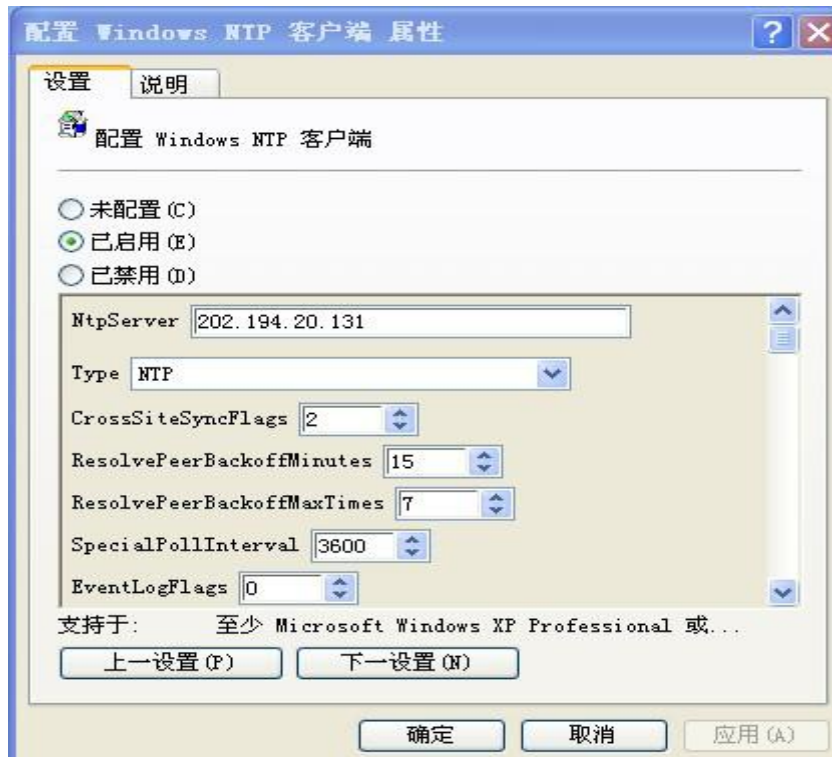 配置 Windows NTP 客户端 属性
设置 说明
配置 Windows NTP 客户端
未配置(C)
已启用(E)
已禁用(D)
NtpServer 202.194.20.131
Type NTP
CrossSiteSyncFlags 2
ResolvePeerBackoffMinutes 15
ResolvePeerBackoffMaxTimes 7
SpecialPollInterval 3600
EventLogFlags 0
支持于: 至少 Microsoft Windows XP Professional 或...
上一设置(P) 下一设置(N)
确定 取消 应用(A)